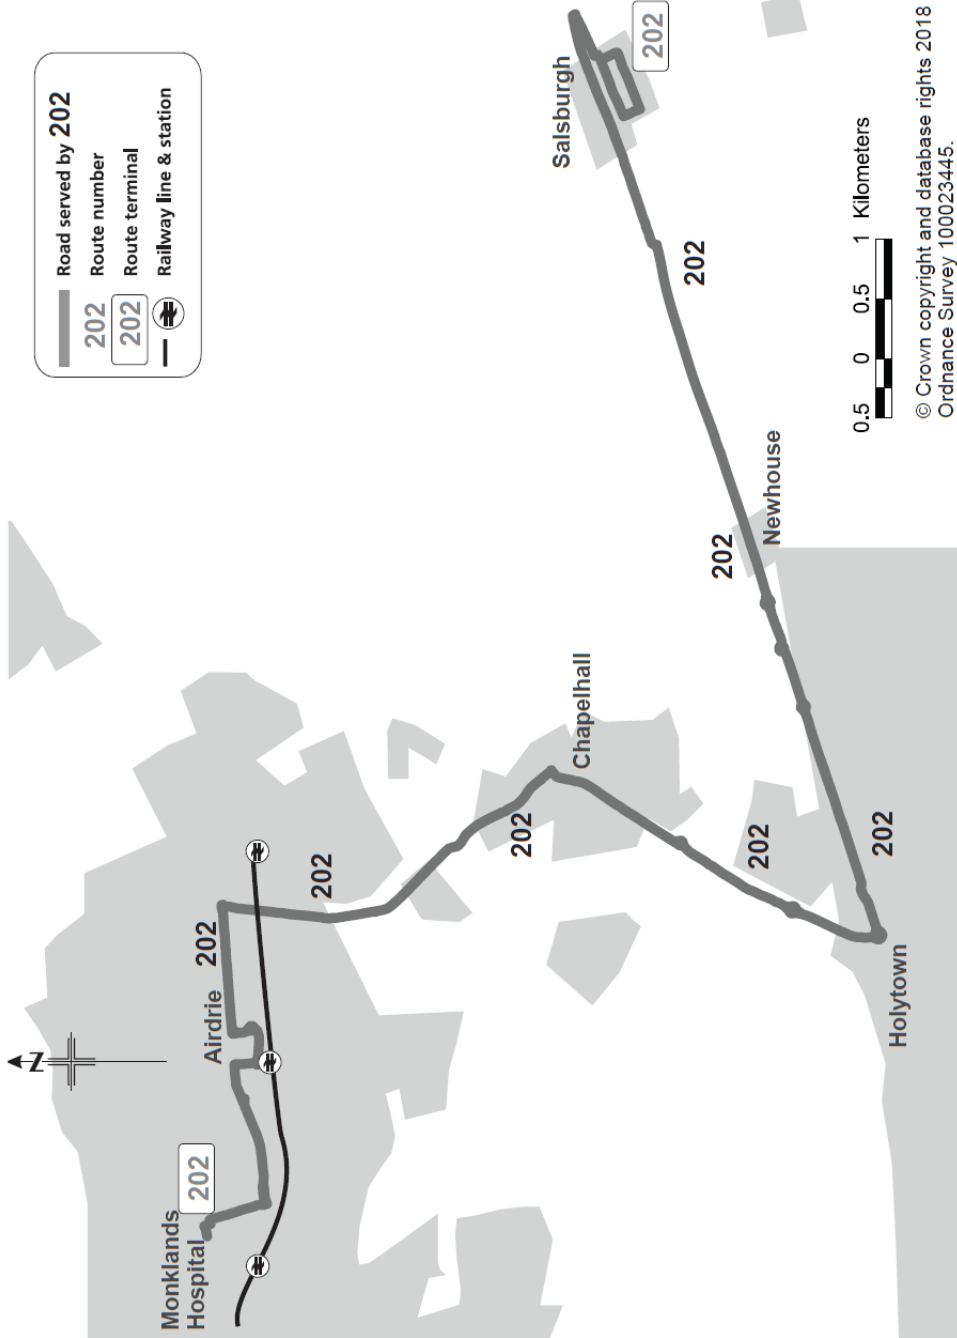 Road served by 202
202 Route number
202 Route terminal
Railway line & station
N
Monklands
Hospital
202
Airdrie
202
202
202
Chapelhall
202
Holytown
202
202
Newhouse
202
Salsburgh
202
0.5 0 0.5 1 Kilometers
© Crown copyright and database rights 2018
Ordnance Survey 100023445.